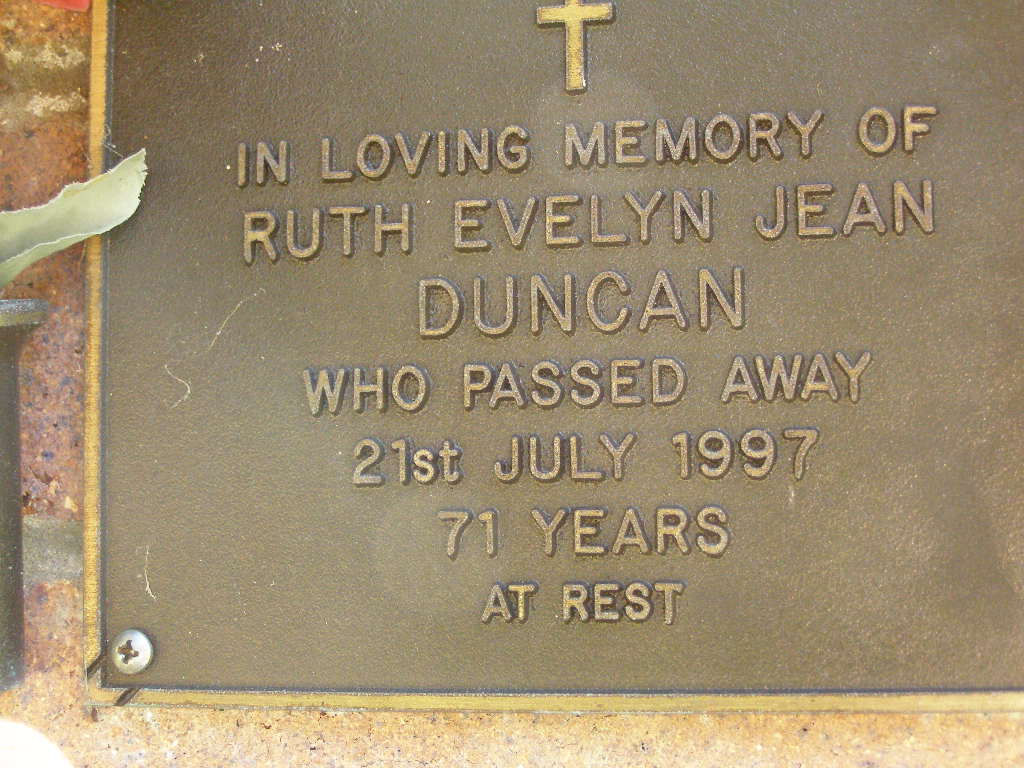 IN LOVING MEMORY OF
RUTH EVELYN JEAN
DUNCAN
WHO PASSED AWAY
21st JULY 1997
71 YEARS
AT REST